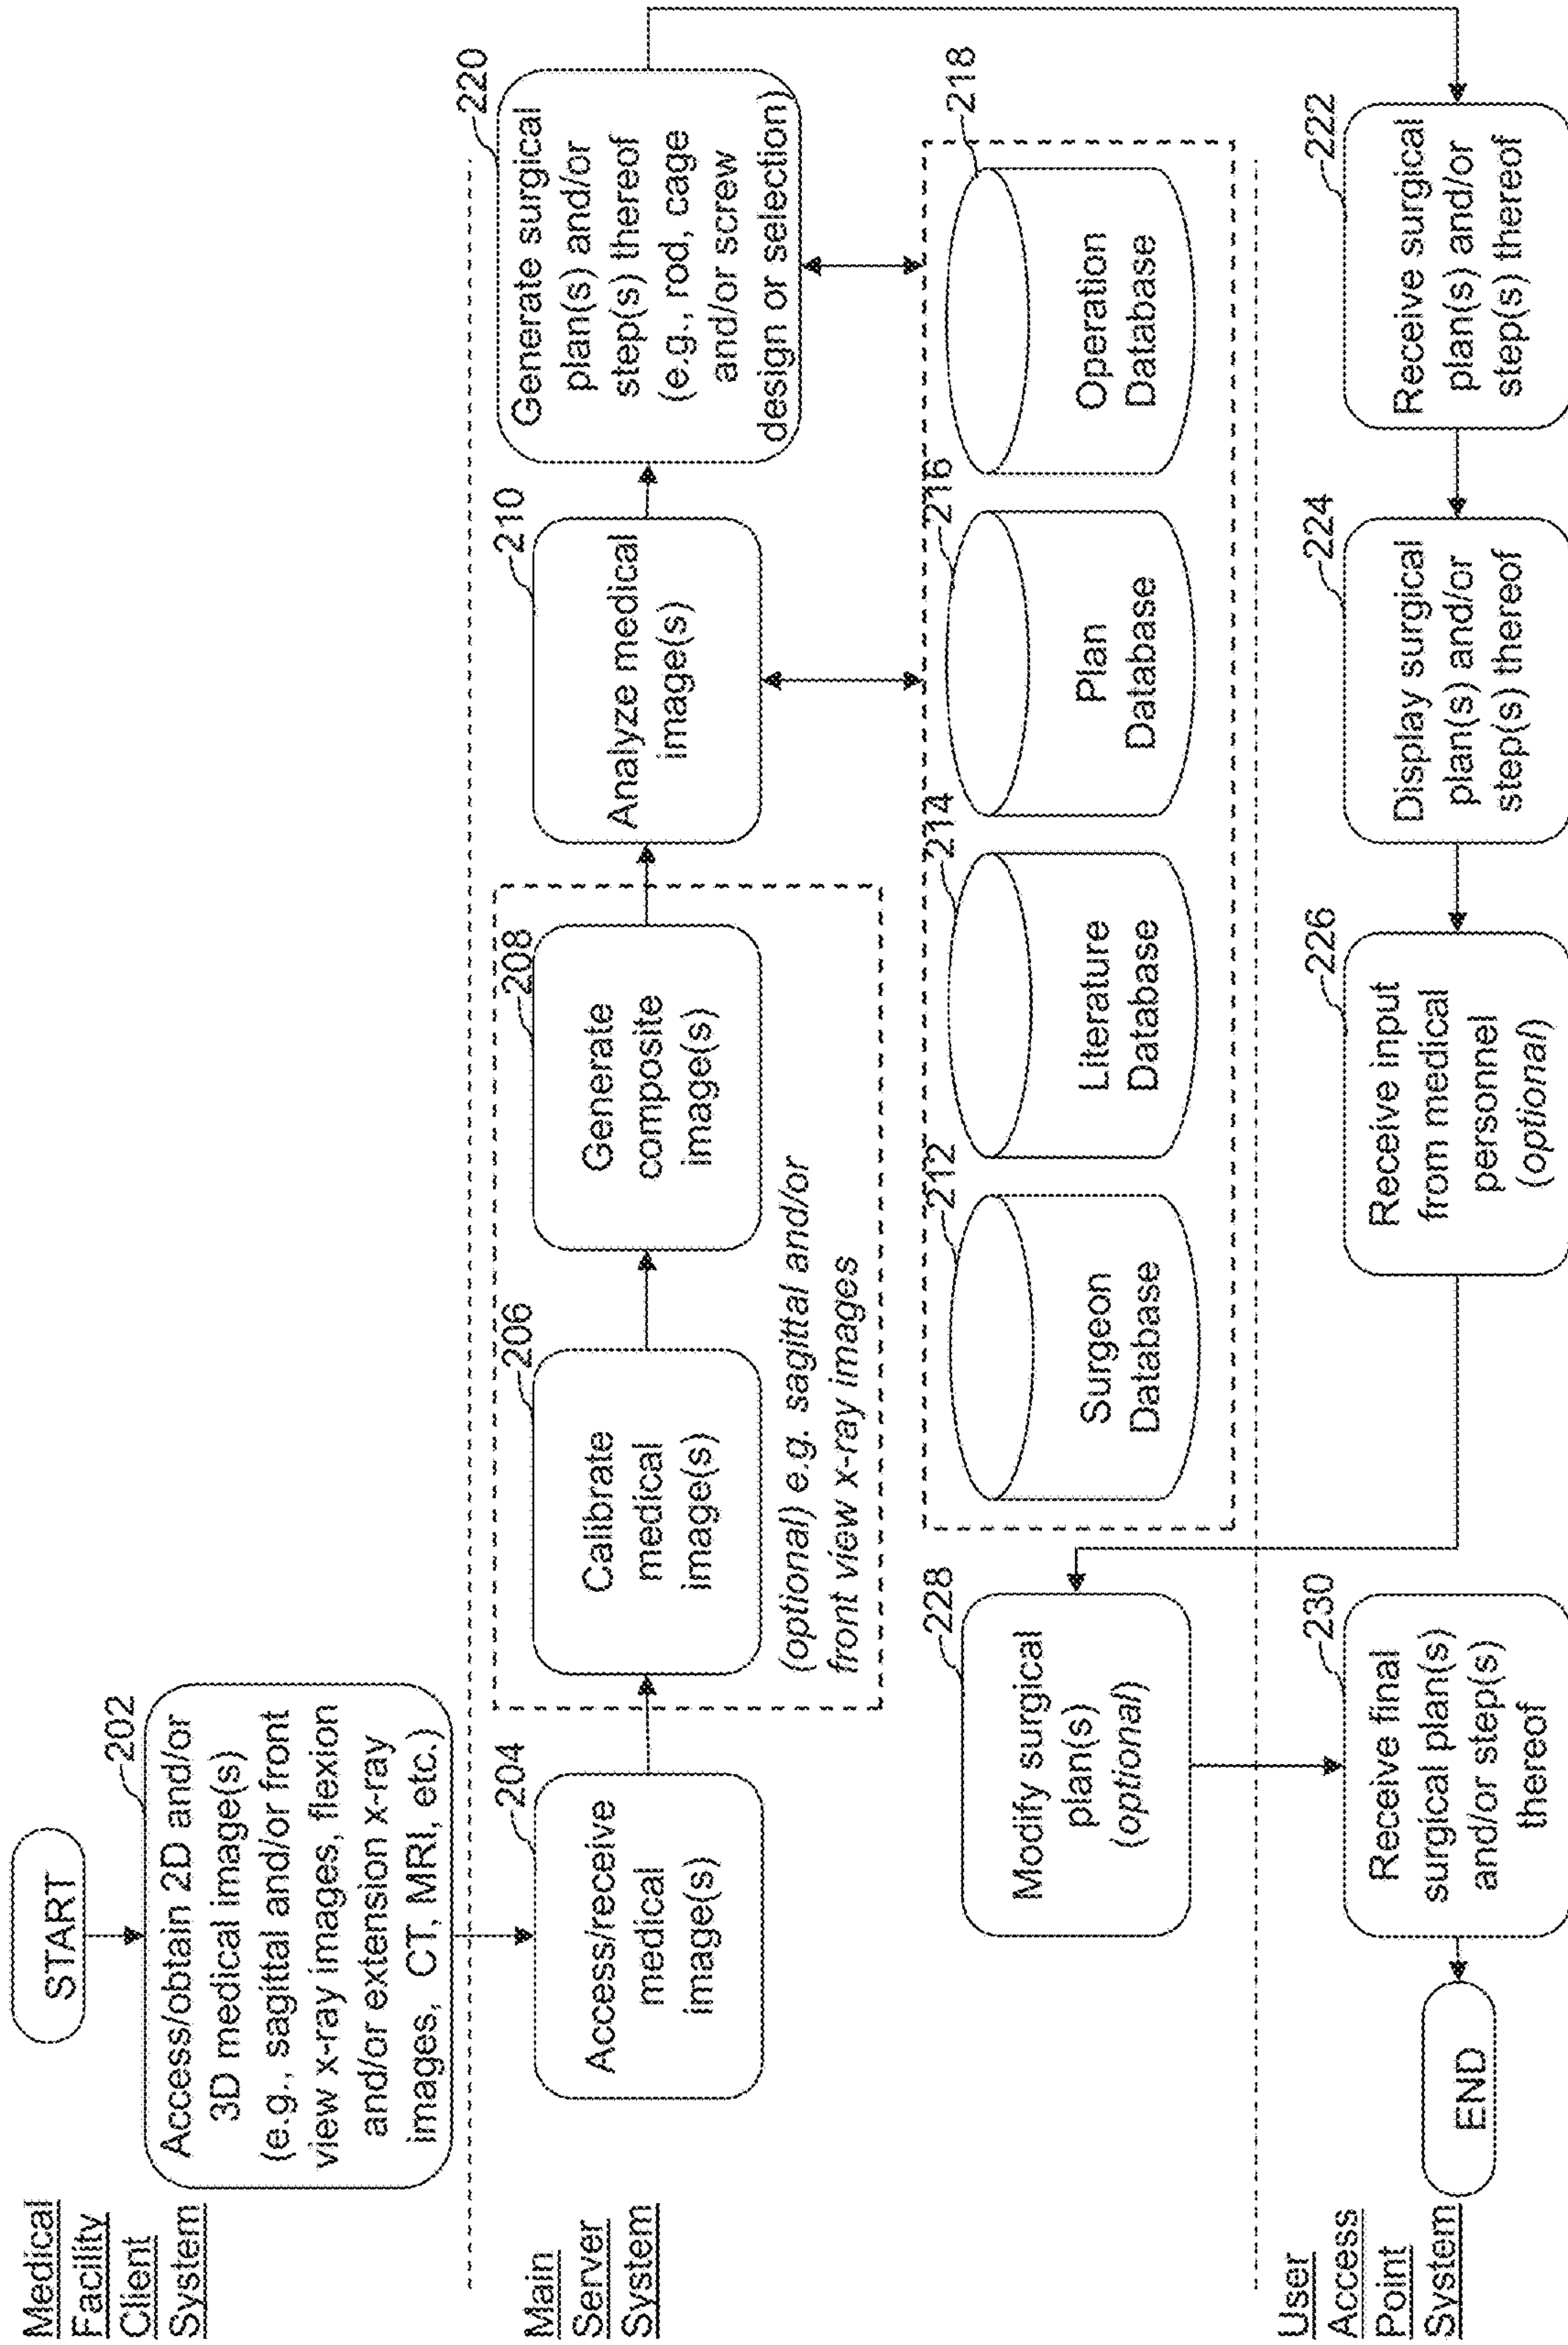 Medical
Facility
Client
System
START
202
Access/obtain 2D and/or
3D medical image(s)
(e.g., sagittal and/or front
view x-ray images, flexion
and/or extension x-ray
images, CT, MRI, etc.)
Main
Server
System
204
Access/receive
medical
image(s)
206
Calibrate
medical
image(s)
208
Generate
composite
image(s)
(optional) e.g. sagittal and/or
front view x-ray images
210
Analyze medical
image(s)
220
Generate surgical
plan(s) and/or
step(s) thereof
(e.g., rod, cage
and/or screw
design or selection)
212
Surgeon
Database
214
Literature
Database
216
Plan
Database
218
Operation
Database
228
Modify surgical
plan(s)
(optional)
User
Access
Point
System
END
230
Receive final
surgical plan(s)
and/or step(s)
thereof
226
Receive input
from medical
personnel
(optional)
224
Display surgical
plan(s) and/or
step(s) thereof
222
Receive surgical
plan(s) and/or
step(s) thereof